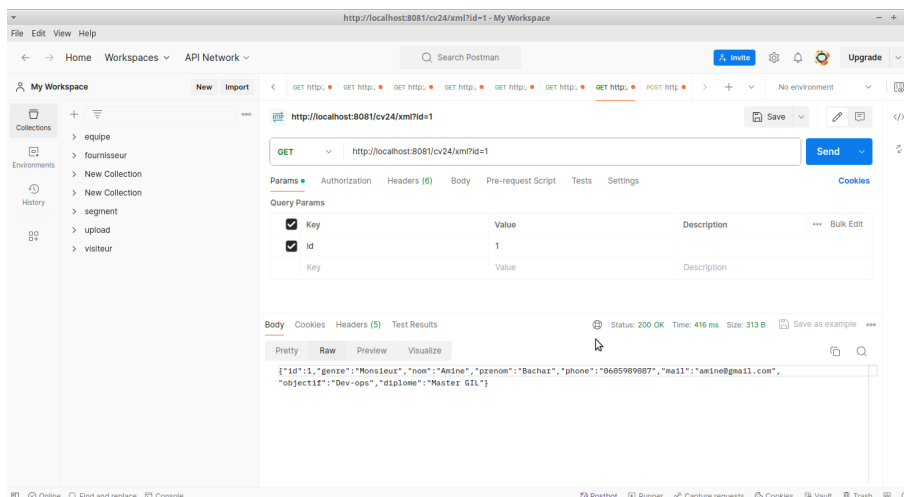 http://localhost:8081/cv24/xml?id=1 - My Workspace
File Edit View Help
Home Workspaces API Network Search Postman Invite Upgrade
My Workspace New Import GET http:. GET http:. GET http:. GET http:. GET http:. GET http:. GET http:. POST http No environment
Collections
Environments
History
equipe
fournisseur
New Collection
New Collection
segment
upload
visiteur
HTTP http://localhost:8081/cv24/xml?id=1 Save
GET http://localhost:8081/cv24/xml?id=1 Send
Params Authorization Headers (6) Body Pre-request Script Tests Settings Cookies
Query Params
Key Value Description Bulk Edit
id 1
Key Value Description
Body Cookies Headers (5) Test Results Status: 200 OK Time: 416 ms Size: 313 B Save as example
Pretty Raw Preview Visualize
{"id":1,"genre":"Monsieur","nom":"Amine","prenom":"Bachar","phone":"0605989087","mail":"amine@gmail.com",
"objectif":"Dev-ops","diplome":"Master GIL"}
Online Find and replace Console Postbot Runner Capture requests Cookies Vault Trash